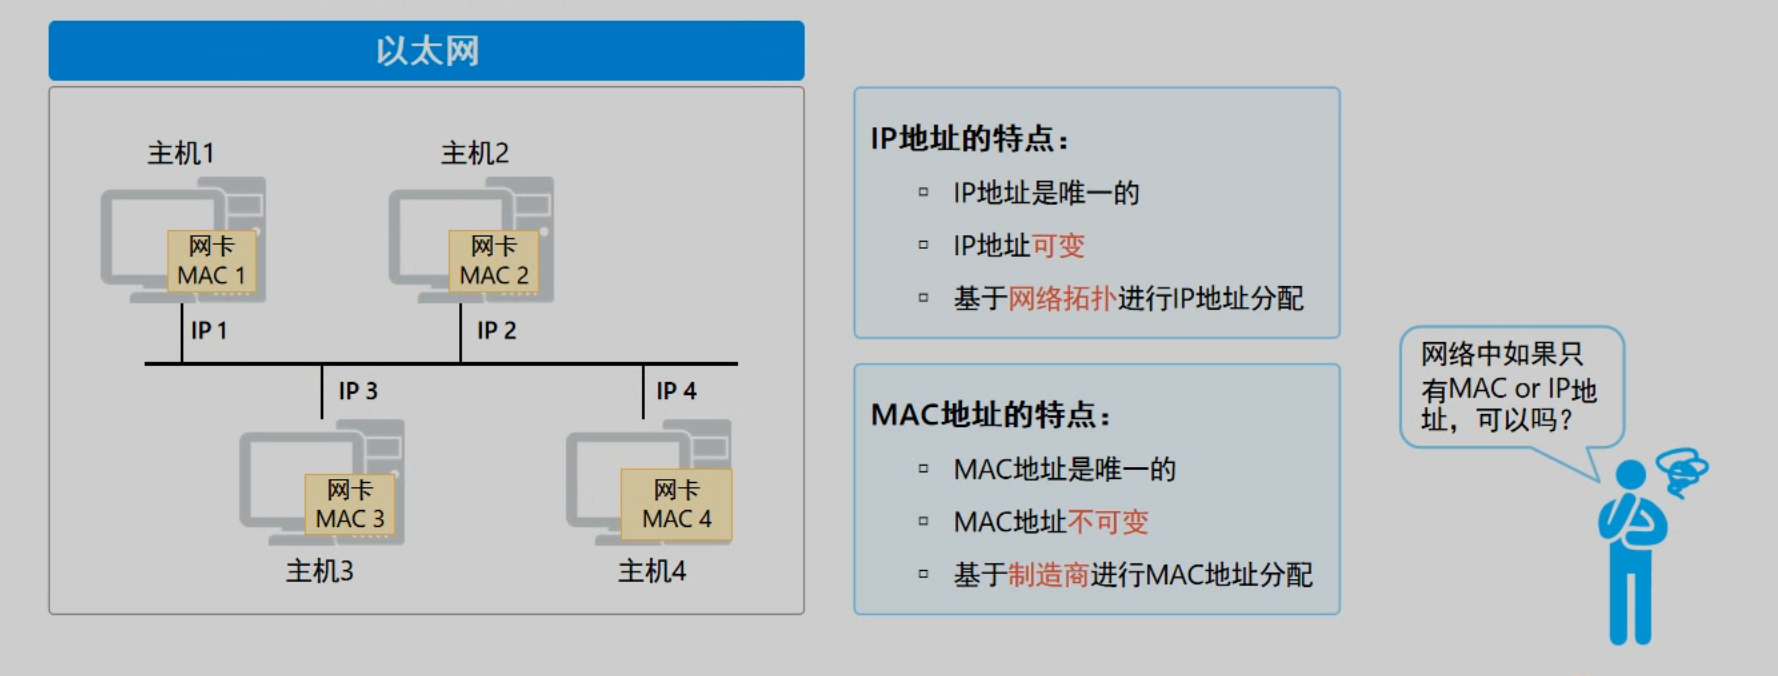 以太网
主机1
主机2
网卡
MAC 1
网卡
MAC 2
IP 1
IP 2
IP 3
IP 4
网卡
MAC 3
网卡
MAC 4
主机3
主机4
IP地址的特点：
IP地址是唯一的
IP地址可变
基于网络拓扑进行IP地址分配
MAC地址的特点：
MAC地址是唯一的
MAC地址不可变
基于制造商进行MAC地址分配
网络中如果只
有MAC or IP地
址，可以吗？